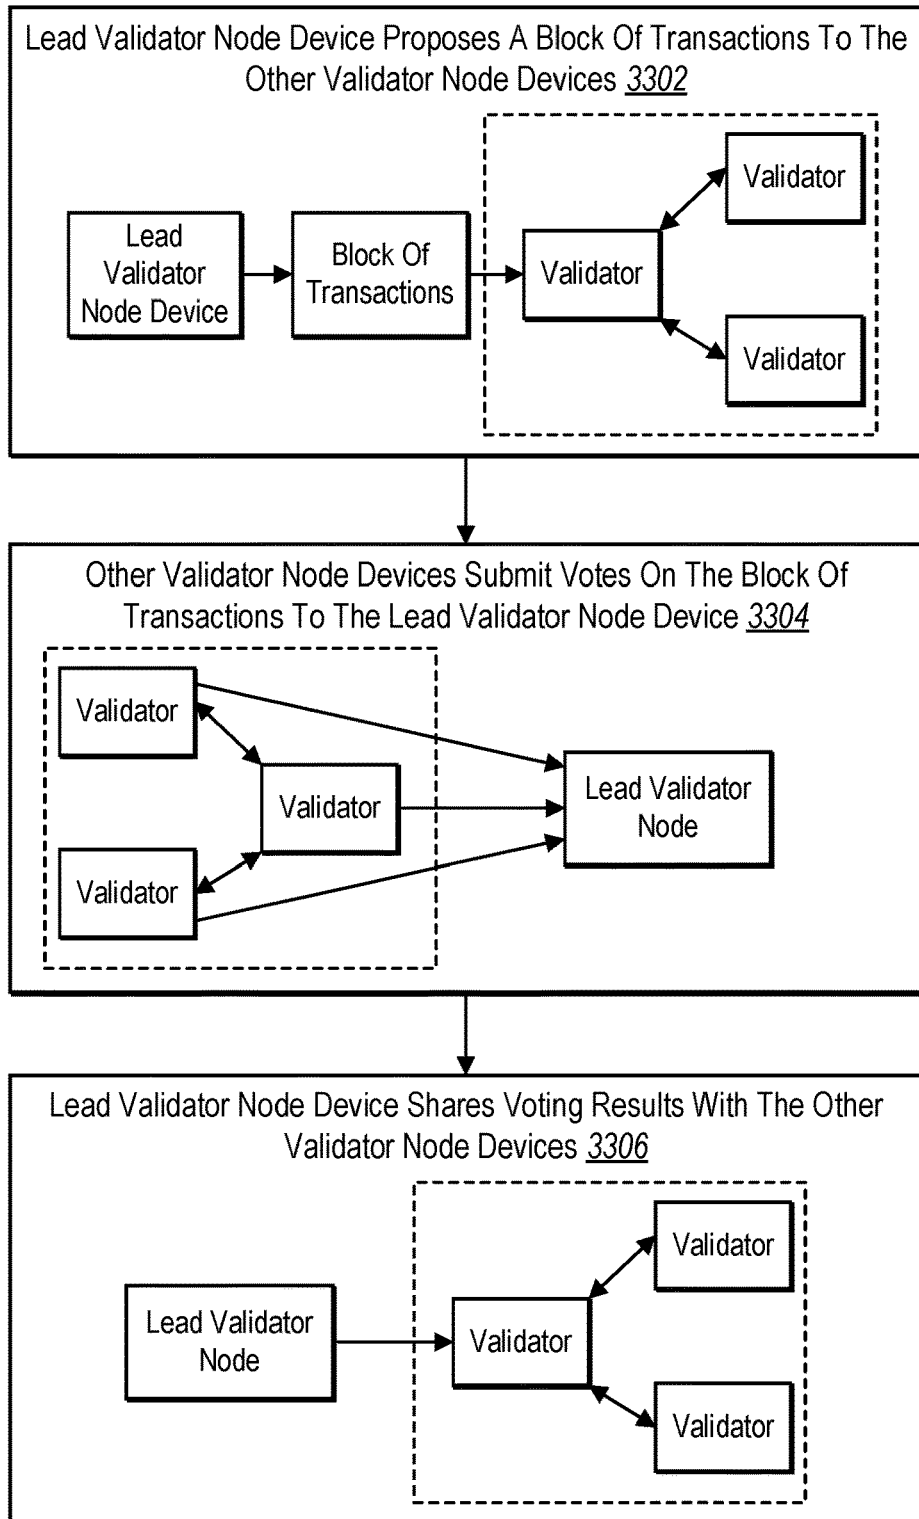 Lead Validator Node Device Proposes A Block Of Transactions To The
Other Validator Node Devices 3302
Validator
Lead
Validator
Node Device
Block Of
Transactions
Validator
Validator
Other Validator Node Devices Submit Votes On The Block Of
Transactions To The Lead Validator Node Device 3304
Validator
Validator
Lead Validator
Node
Validator
Lead Validator Node Device Shares Voting Results With The Other
Validator Node Devices 3306
Validator
Lead Validator
Node
Validator
Validator